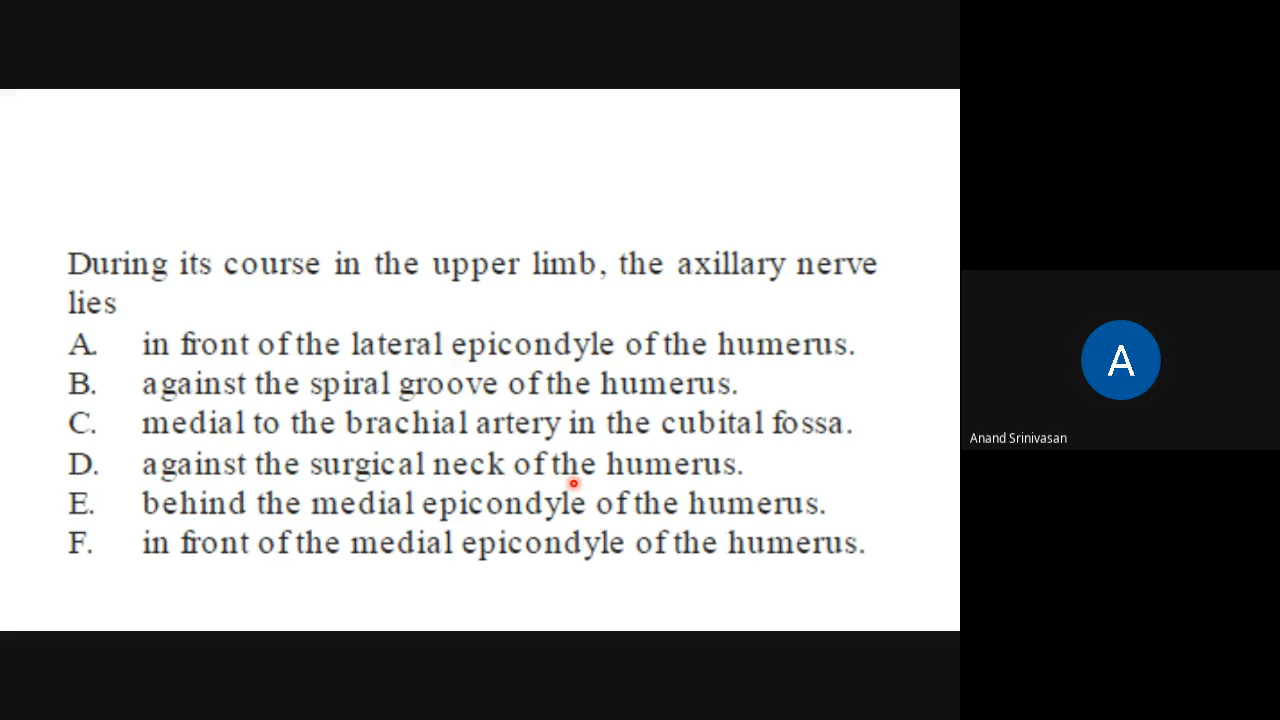 During its course in the upper limb, the axillary nerve
lies
A. in front of the lateral epicondyle of the humerus.
B. against the spiral groove of the humerus.
C. medial to the brachial artery in the cubital fossa.
D. against the surgical neck of the humerus.
E. behind the medial epicondyle of the humerus.
F. in front of the medial epicondyle of the humerus.
A
Anand Srinivasan